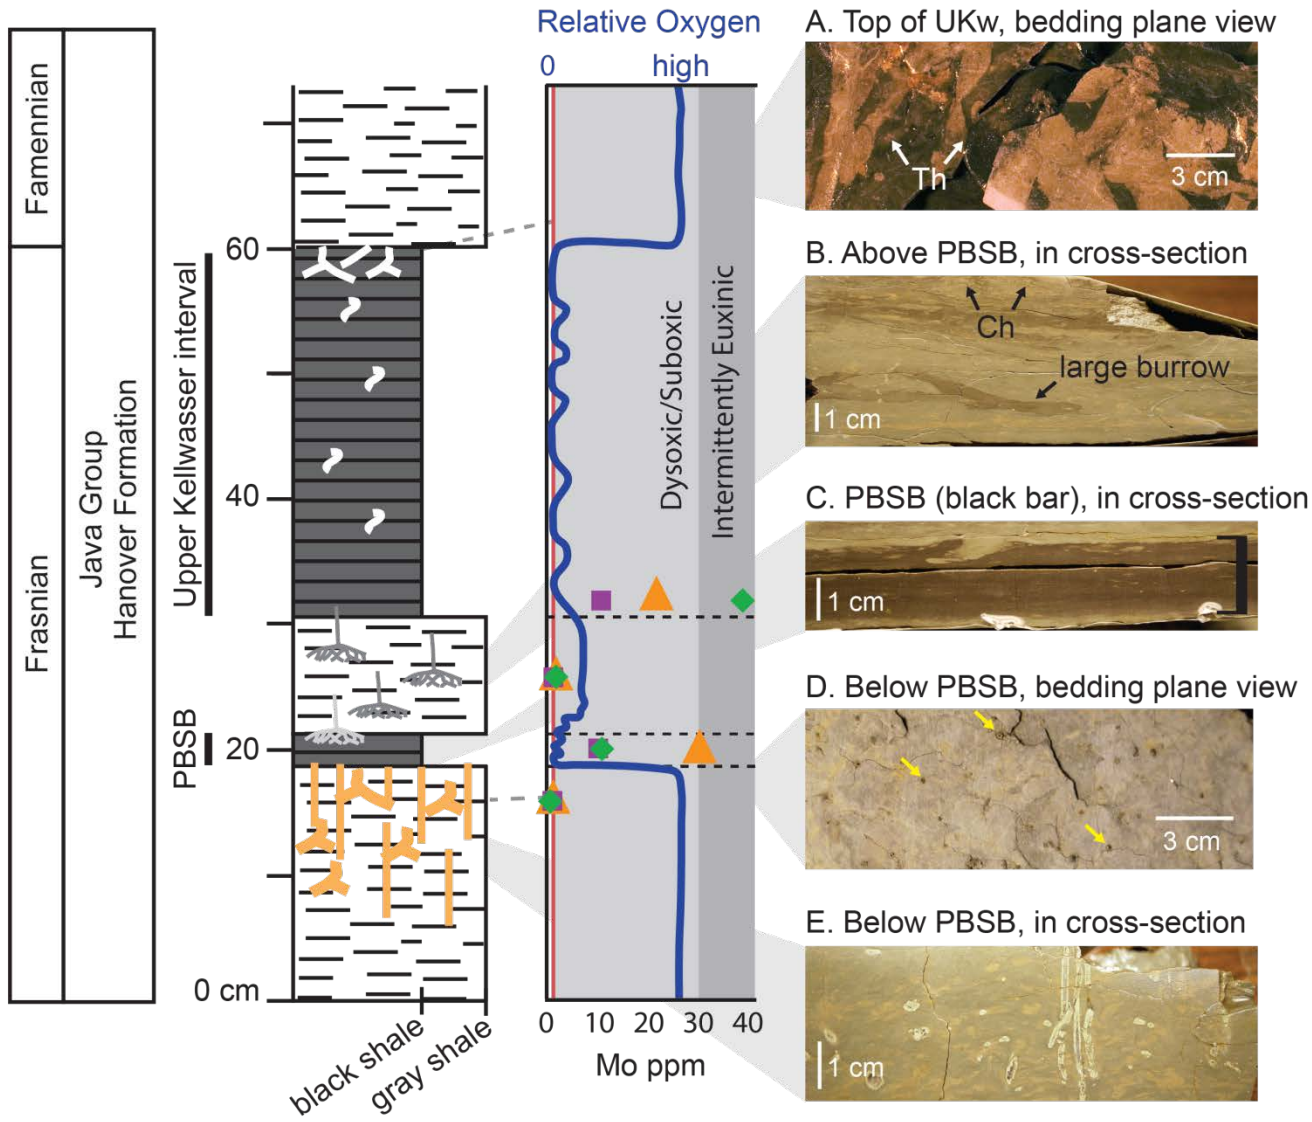 Famennian
Frasnian
Java Group
Hanover Formation
Upper Kellwasser interval
PBSB
60
40
20
0 cm
black shale
gray shale
Relative Oxygen
0
high
Dysoxic/Suboxic
Intermittently Euxinic
0 10 20 30 40
Mo ppm
A. Top of UKw, bedding plane view
Th
3 cm
B. Above PBSB, in cross-section
Ch
large burrow
1 cm
C. PBSB (black bar), in cross-section
1 cm
D. Below PBSB, bedding plane view
3 cm
E. Below PBSB, in cross-section
1 cm